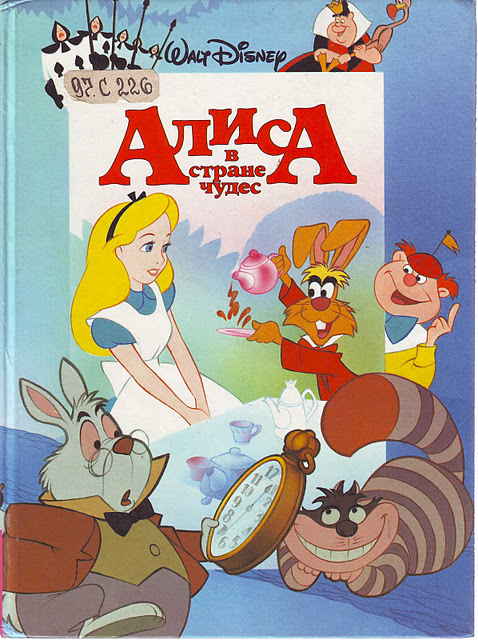 WALT DISNEY
97.С 226
АЛИСА
в
стране
чудес